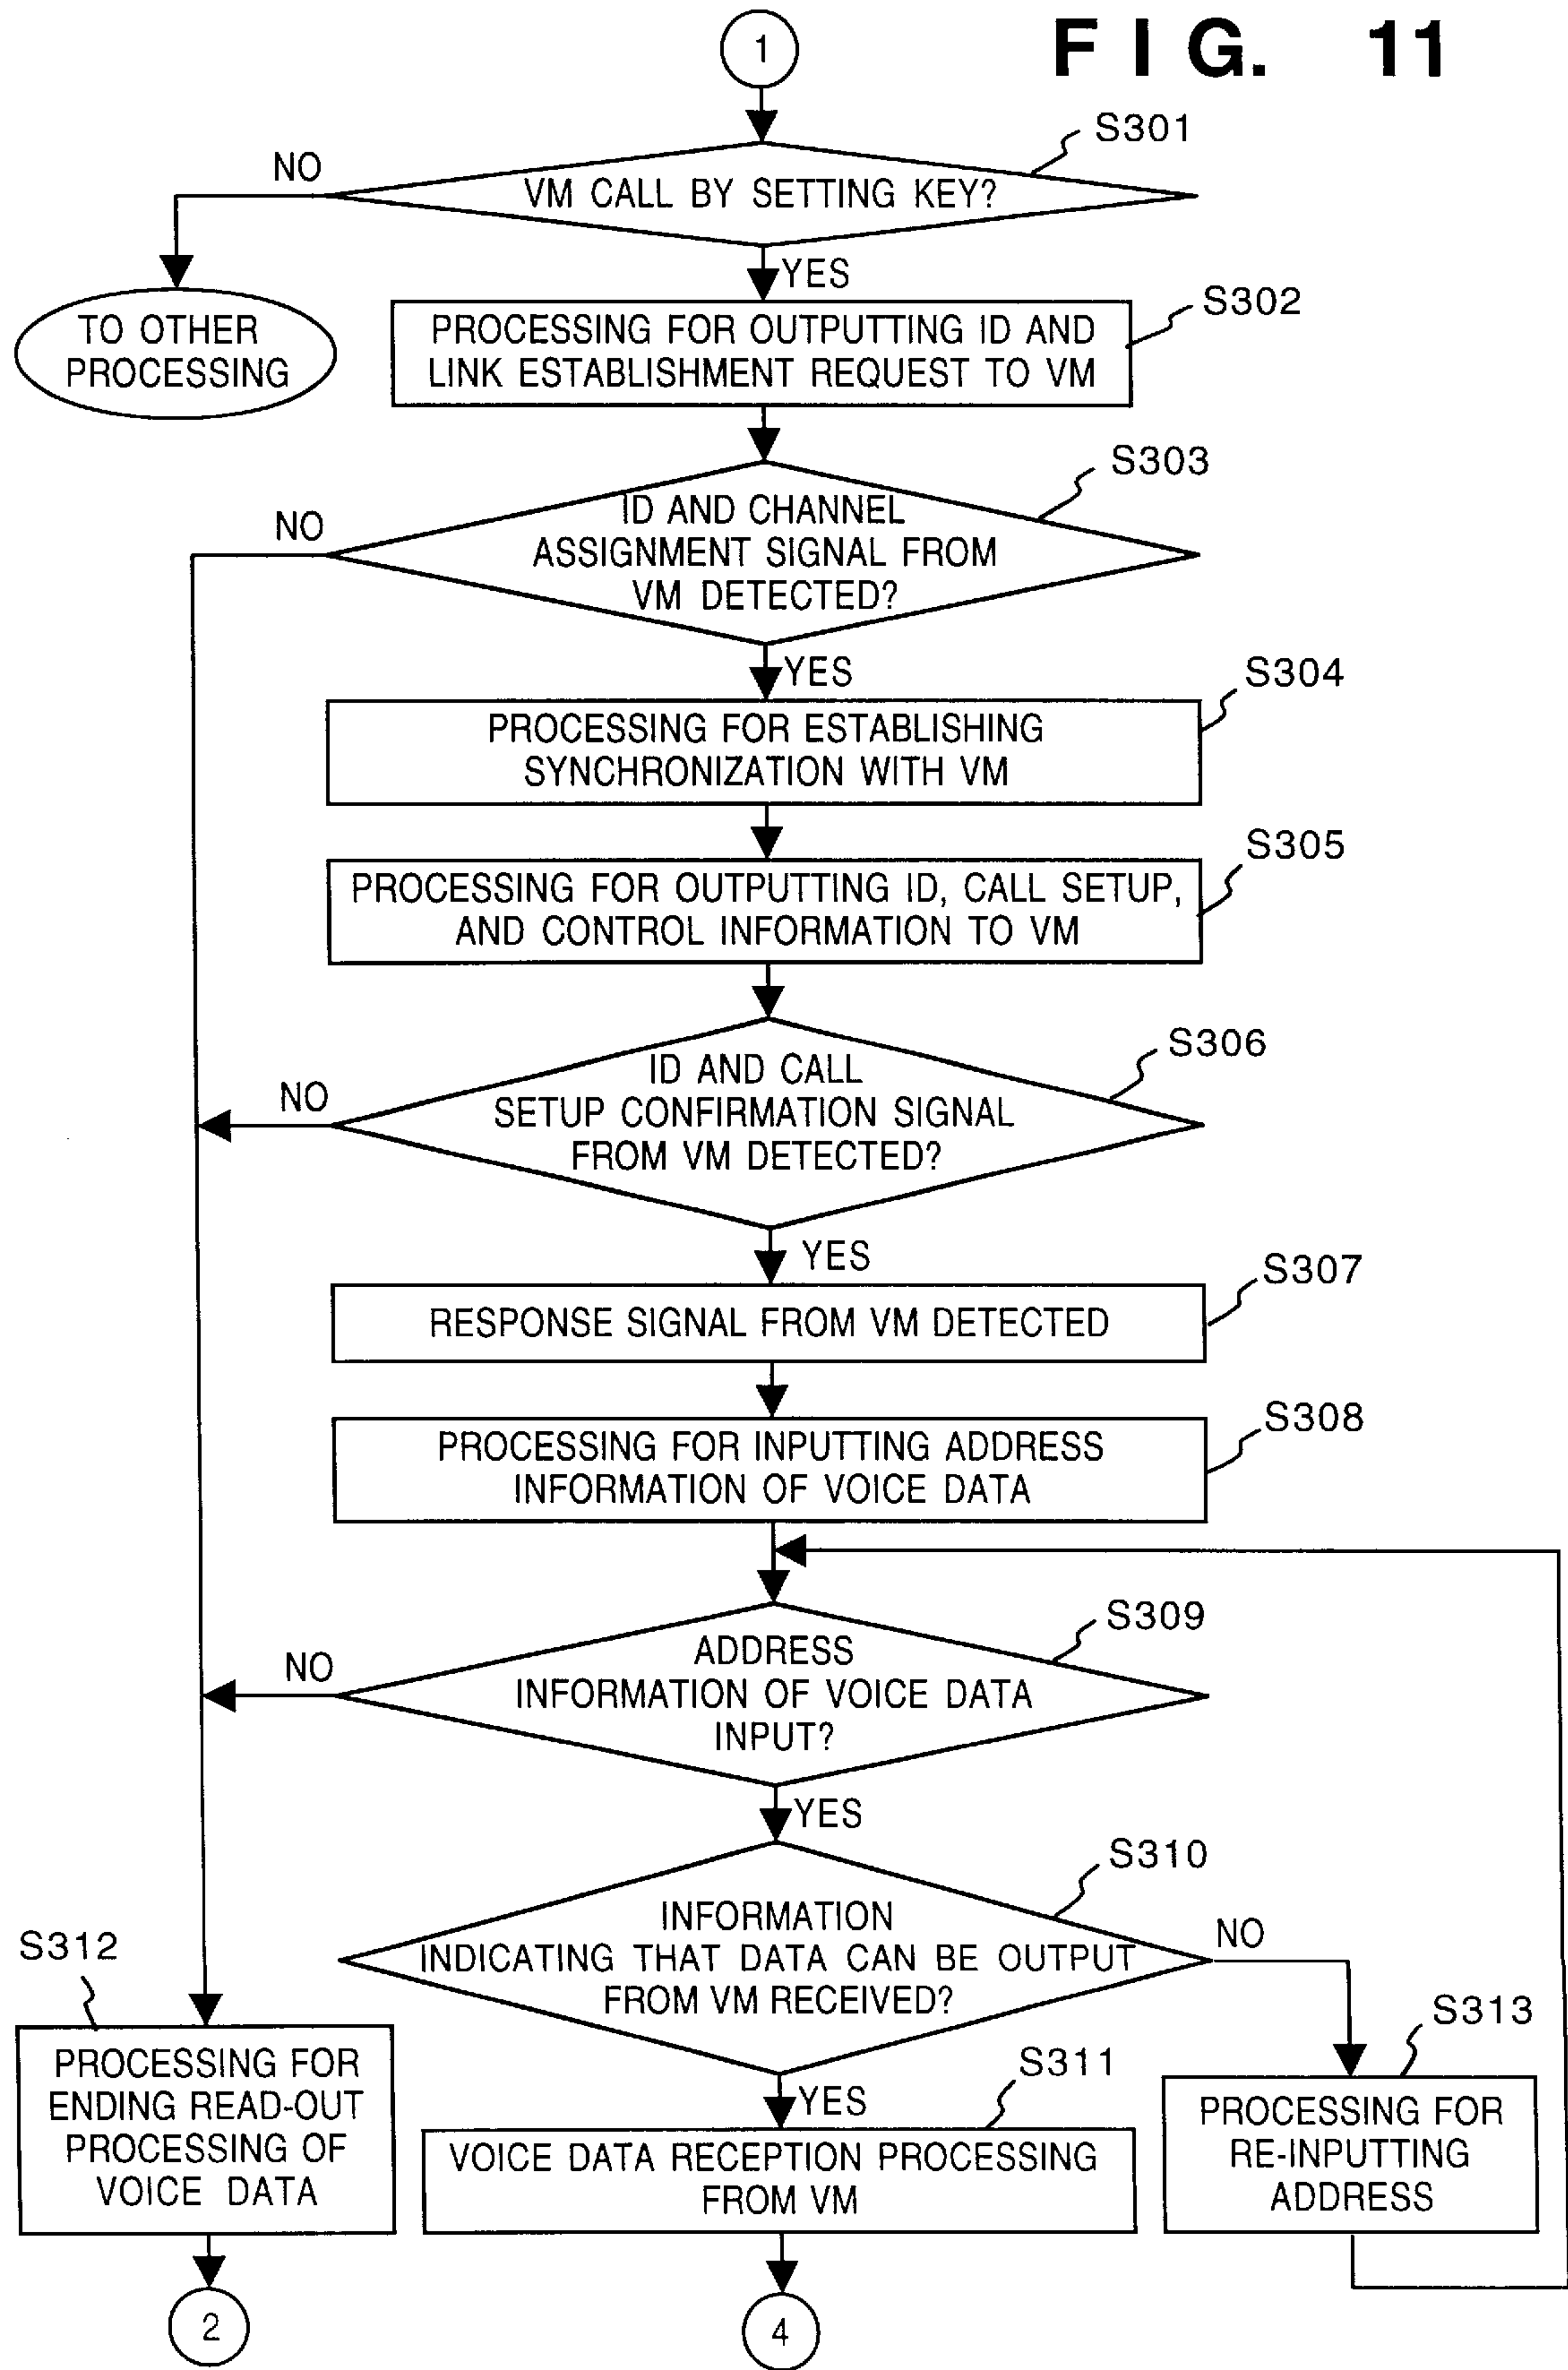 1
F I G. 11
S301
NO
VM CALL BY SETTING KEY?
YES
TO OTHER
PROCESSING
S302
PROCESSING FOR OUTPUTTING ID AND
LINK ESTABLISHMENT REQUEST TO VM
S303
NO
ID AND CHANNEL
ASSIGNMENT SIGNAL FROM
VM DETECTED?
YES
S304
PROCESSING FOR ESTABLISHING
SYNCHRONIZATION WITH VM
S305
PROCESSING FOR OUTPUTTING ID, CALL SETUP,
AND CONTROL INFORMATION TO VM
S306
NO
ID AND CALL
SETUP CONFIRMATION SIGNAL
FROM VM DETECTED?
YES
S307
RESPONSE SIGNAL FROM VM DETECTED
S308
PROCESSING FOR INPUTTING ADDRESS
INFORMATION OF VOICE DATA
S309
NO
ADDRESS
INFORMATION OF VOICE DATA
INPUT?
YES
S310
INFORMATION
INDICATING THAT DATA CAN BE OUTPUT
FROM VM RECEIVED?
NO
YES
S312
PROCESSING FOR
ENDING READ-OUT
PROCESSING OF
VOICE DATA
S311
VOICE DATA RECEPTION PROCESSING
FROM VM
S313
PROCESSING FOR
RE-INPUTTING
ADDRESS
2
4